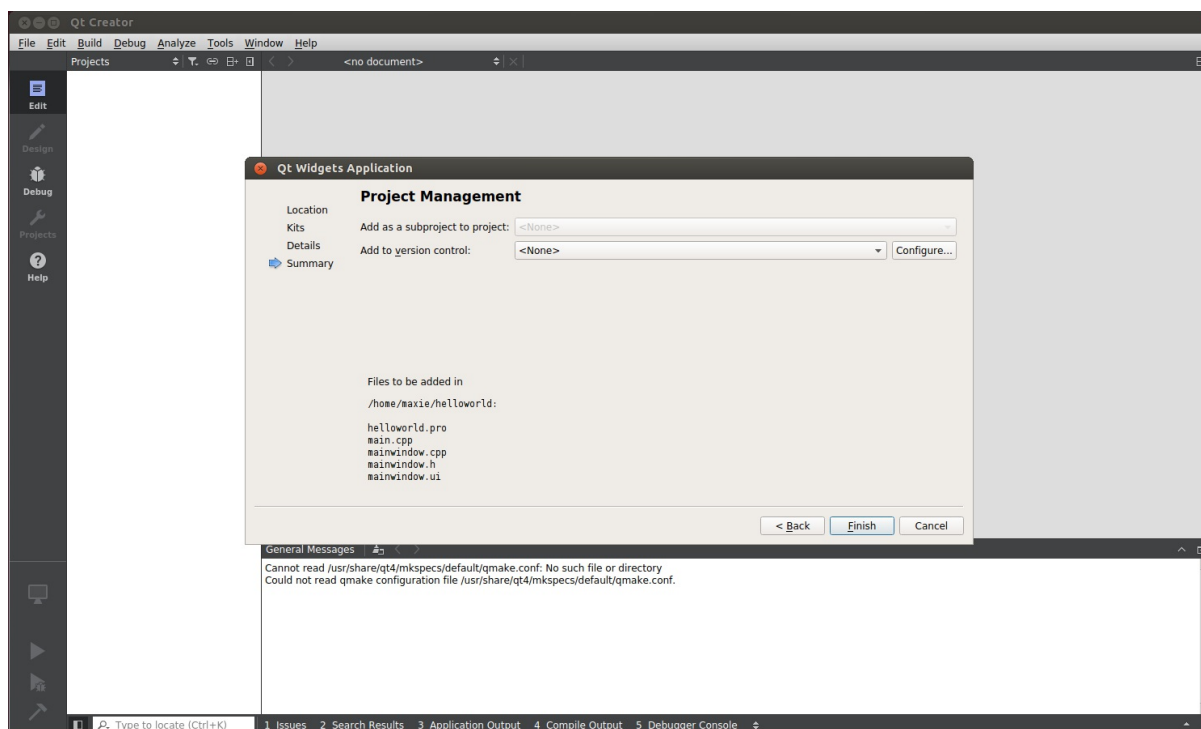 Qt Creator
File Edit Build Debug Analyze Tools Window Help
Projects <no document>
Edit
Design
Debug
Projects
Help
Qt Widgets Application
Location
Kits
Details
Summary
Project Management
Add as a subproject to project: <None>
Add to version control: <None> Configure...
Files to be added in
/home/maxie/helloworld:
helloworld.pro
main.cpp
mainwindow.cpp
mainwindow.h
mainwindow.ui
< Back Finish Cancel
General Messages
Cannot read /usr/share/qt4/mkspecs/default/qmake.conf: No such file or directory
Could not read qmake configuration file /usr/share/qt4/mkspecs/default/qmake.conf.
Type to locate (Ctrl+K) 1 Issues 2 Search Results 3 Application Output 4 Compile Output 5 Debugger Console